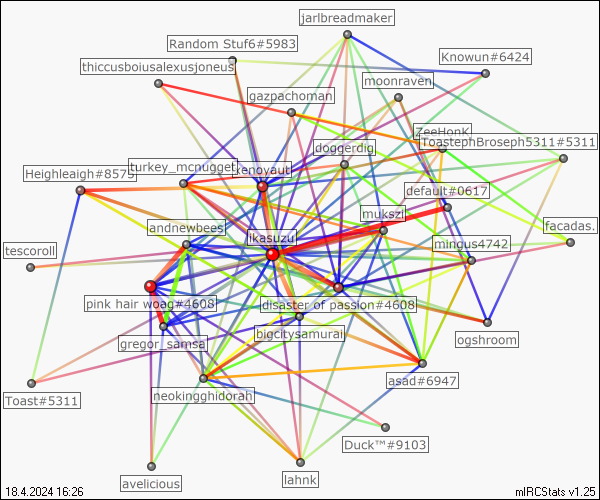 jarlbreadmaker
Random Stuf6#5983
Knowun#6424
thiccusboiusalexusjoneus
moonraven
gazpachoman
ZeeHonK
ToastephBroseph5311#5311
doggerdig
turkey_mcnugget
xenoyaut
Heighleigh#8575
default#0617
mukszi
andnewbees
facadas.
ikasuzu
mingus4742
tescoroll
pink hair woag#4608
disaster of passion#4608
bigcitysamurai
ogshroom
gregor_samsa
asad#6947
Toast#5311
neokingghidorah
Duck™#9103
avelicious
lahnk
18.4.2024 16:26
mIRCStats v1.25